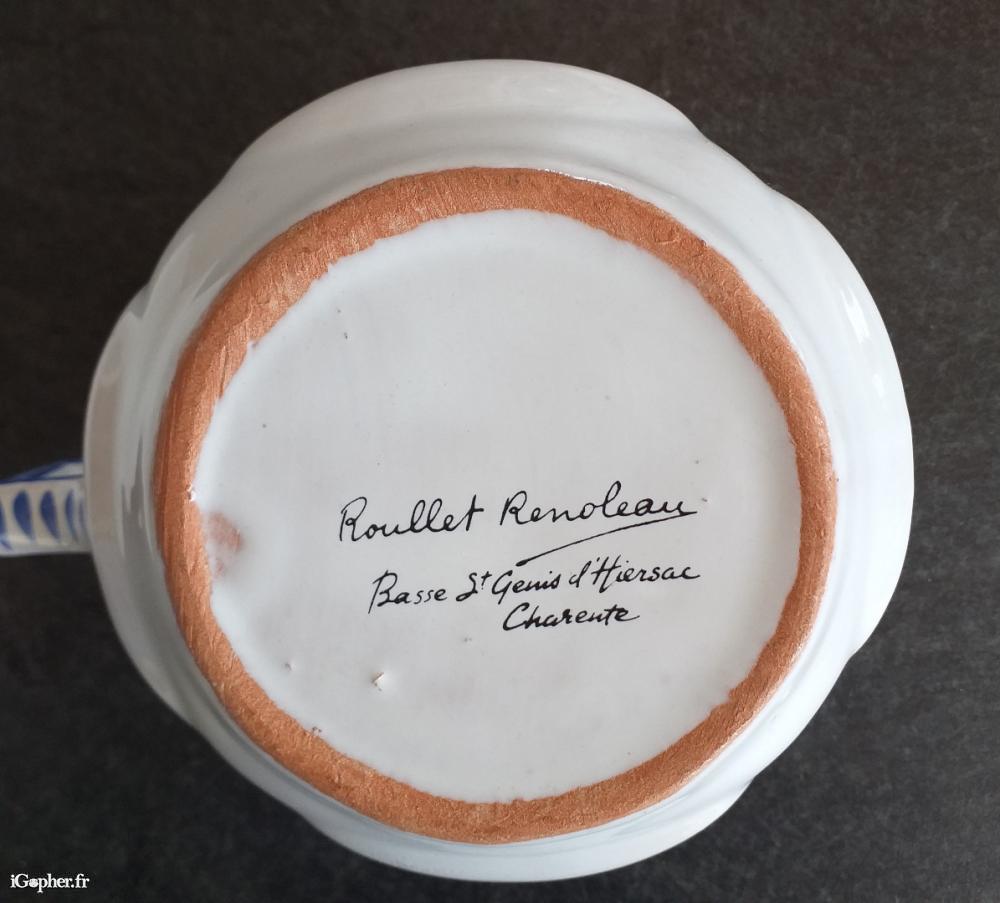 Roullet Renoleau
Basse St Genis d'Hiersac
Charente
iGopher.fr